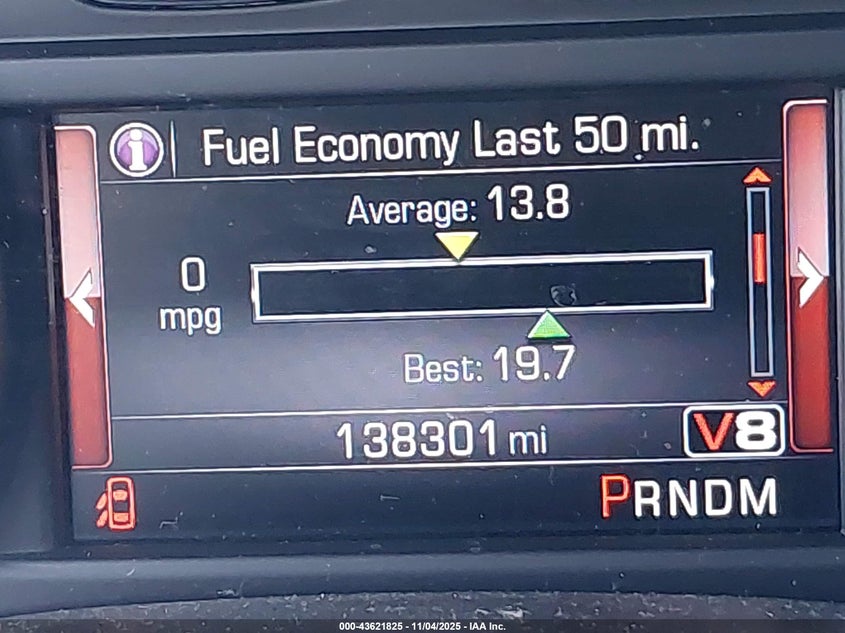 Fuel Economy Last 50 mi.
Average: 13.8
0
mpg
Best: 19.7
138301 mi
V8
PRNDM
000-43621825 - 11/04/2025 - IAA Inc.